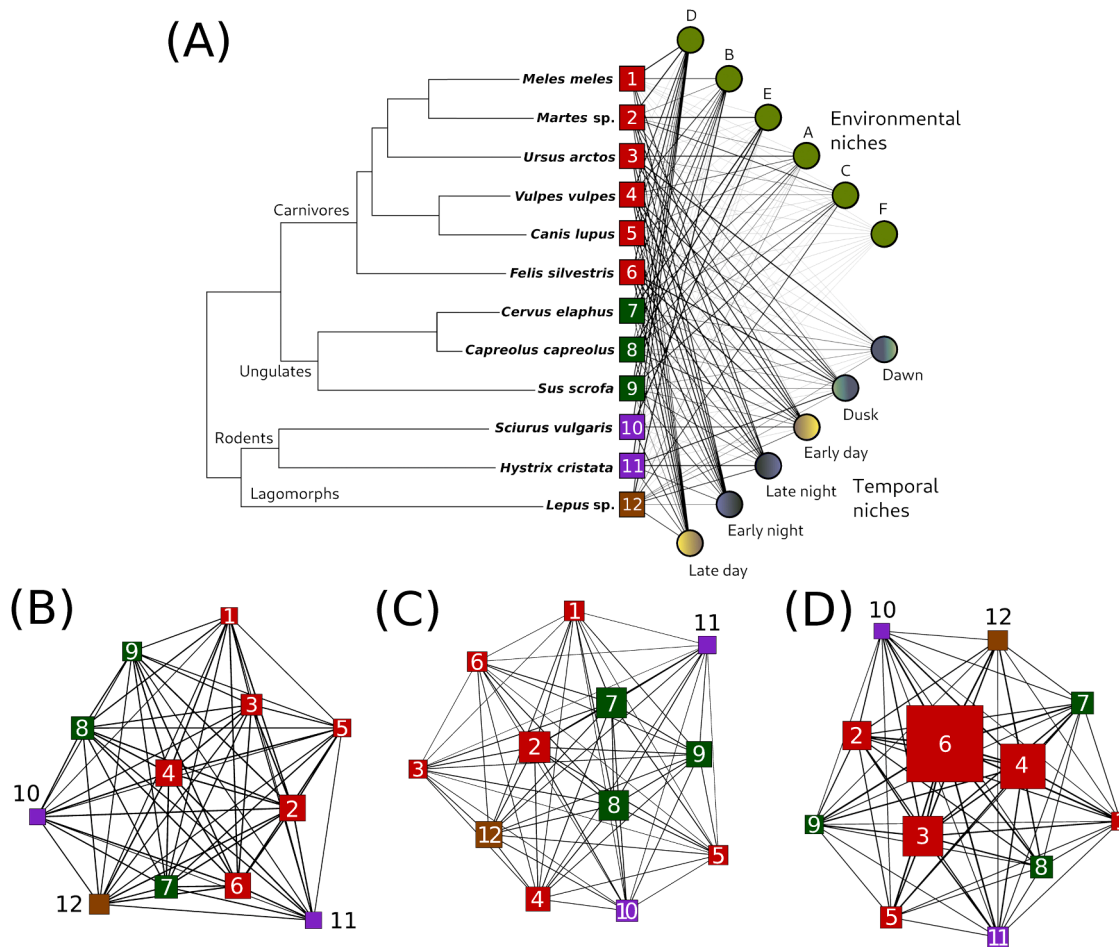 (A)
D
B
E
A
C
F
Environmental
niches
Meles meles 1
Martes sp. 2
Ursus arctos 3
Carnivores
Vulpes vulpes 4
Canis lupus 5
Felis silvestris 6
Cervus elaphus 7
Capreolus capreolus 8
Ungulates
Sus scrofa 9
Sciurus vulgaris 10
Rodents
Hystrix cristata 11
Lagomorphs
Lepus sp. 12
Dawn
Dusk
Early day
Late night
Early night
Late day
Temporal
niches
(B)
1
9
3
8
5
4
10
2
7
6
12
11
(C)
1
11
6
7
2
9
3
8
12
5
4
10
(D)
10
12
7
2
6
4
9
3
8
5
11